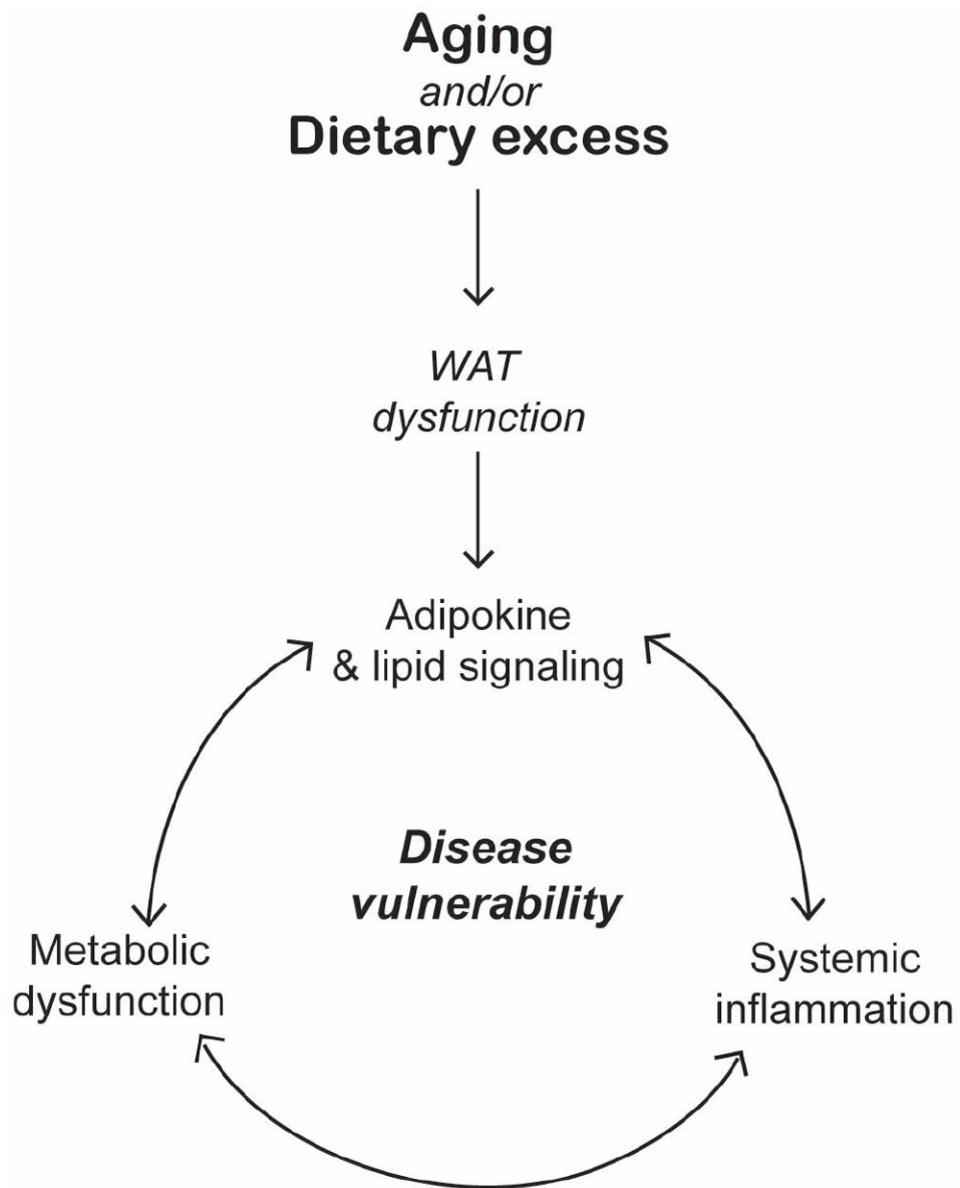 Aging
and/or
Dietary excess
WAT
dysfunction
Adipokine
& lipid signaling
Disease
vulnerability
Metabolic
dysfunction
Systemic
inflammation